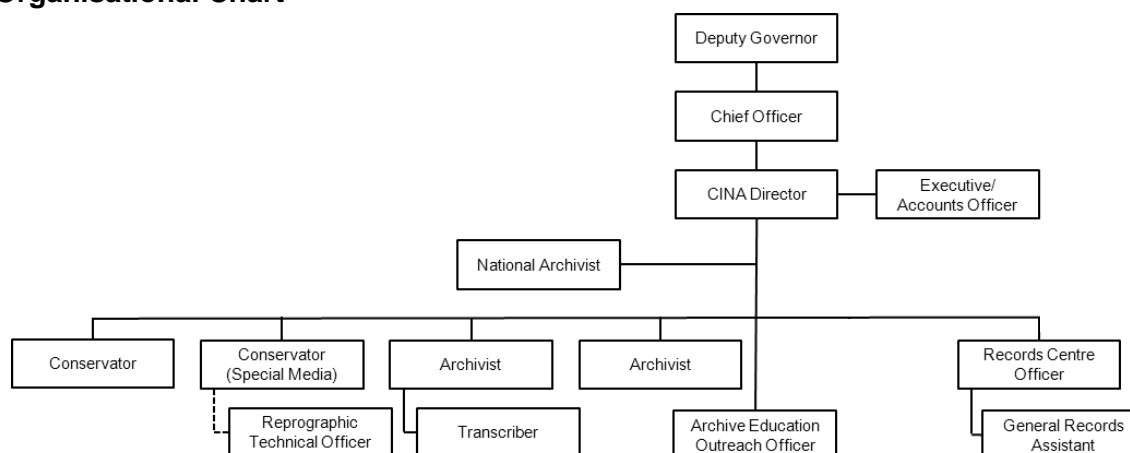 Organisational Chart
Deputy Governor
Chief Officer
CINA Director
Executive/
Accounts Officer
National Archivist
Conservator
Conservator
(Special Media)
Archivist
Archivist
Records Centre
Officer
Reprographic
Technical Officer
Transcriber
Archive Education
Outreach Officer
General Records
Assistant